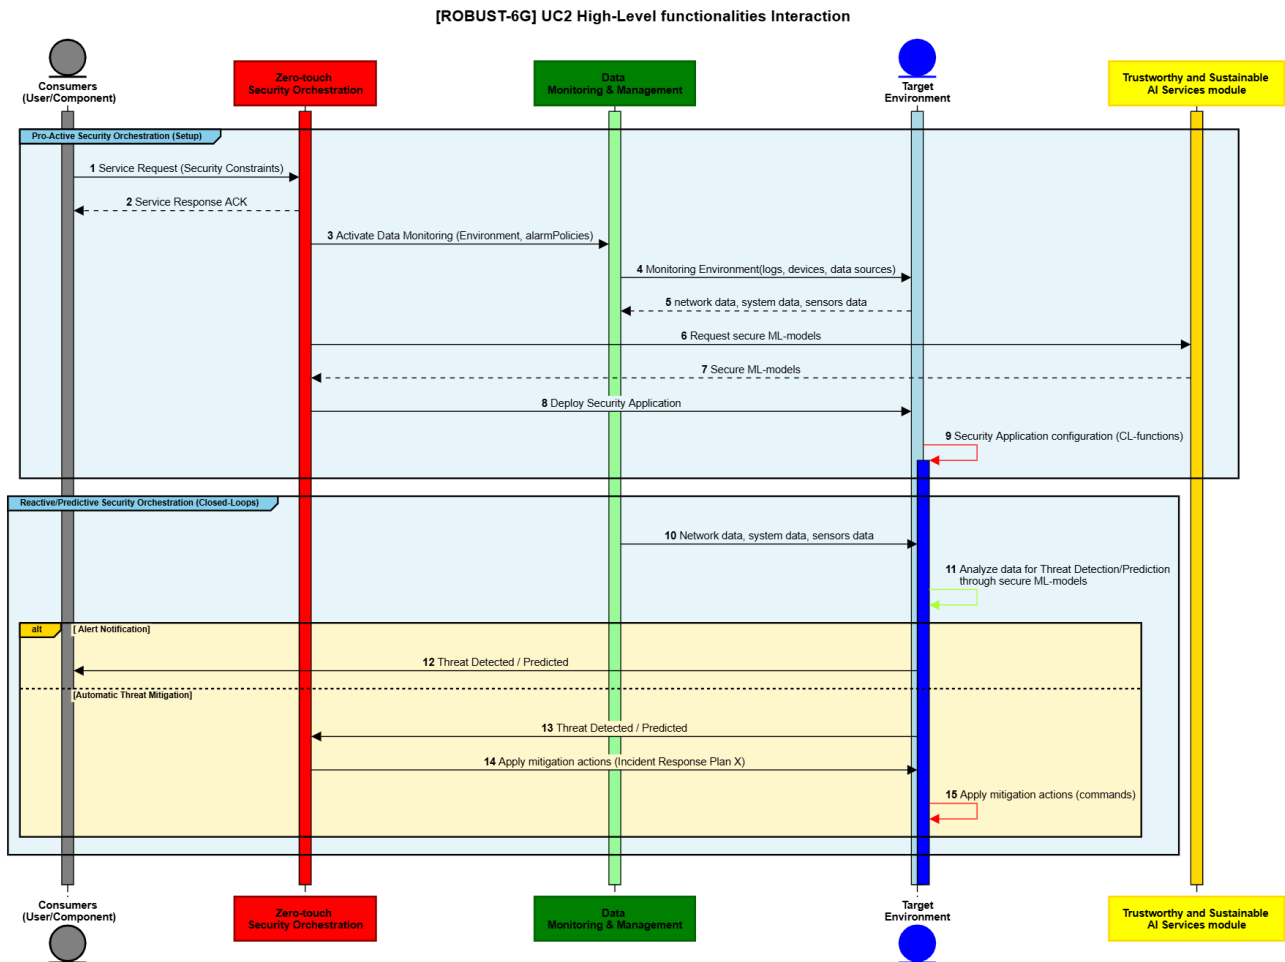 [ROBUST-6G] UC2 High-Level functionalities Interaction
Consumers
(User/Component)
Zero-touch
Security Orchestration
Data
Monitoring & Management
Target
Environment
Trustworthy and Sustainable
AI Services module
Pro-Active Security Orchestration (Setup)
1 Service Request (Security Constraints)
2 Service Response ACK
3 Activate Data Monitoring (Environment, alarmPolicies)
4 Monitoring Environment(logs, devices, data sources)
5 network data, system data, sensors data
6 Request secure ML-models
7 Secure ML-models
8 Deploy Security Application
9 Security Application configuration (CL-functions)
Reactive/Predictive Security Orchestration (Closed-Loops)
10 Network data, system data, sensors data
11 Analyze data for Threat Detection/Prediction
through secure ML-models
alt
[ Alert Notification]
12 Threat Detected / Predicted
[Automatic Threat Mitigation]
13 Threat Detected / Predicted
14 Apply mitigation actions (Incident Response Plan X)
15 Apply mitigation actions (commands)
Consumers
(User/Component)
Zero-touch
Security Orchestration
Data
Monitoring & Management
Target
Environment
Trustworthy and Sustainable
AI Services module